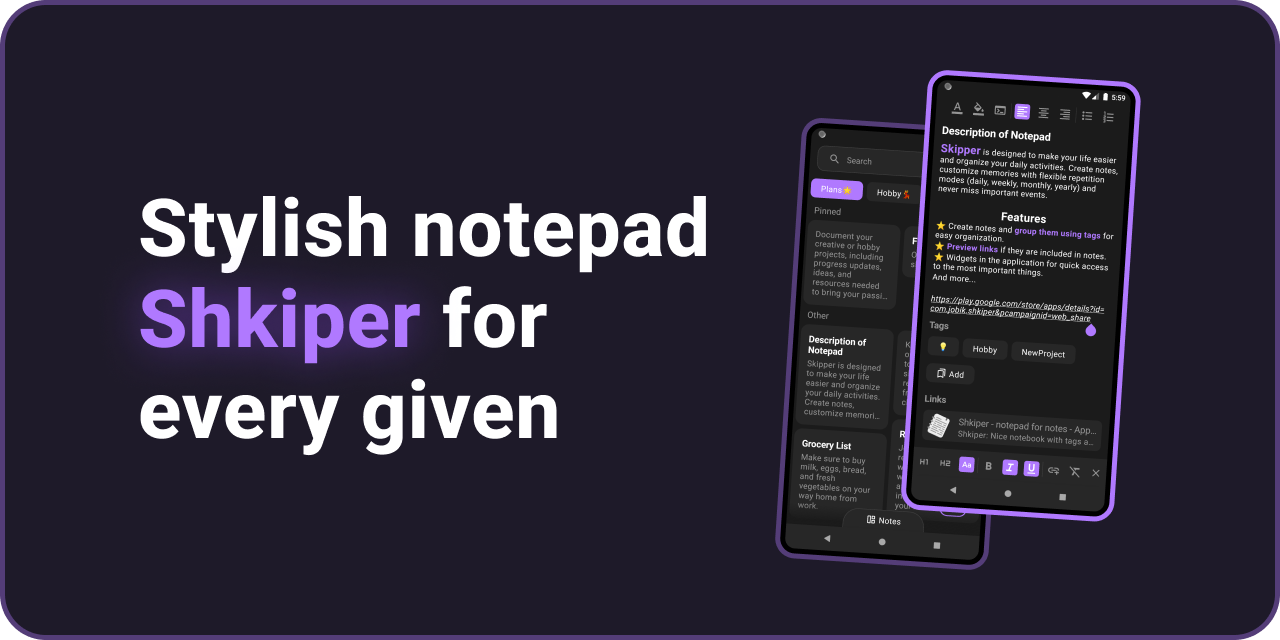 Stylish notepad
Shkiper for
every given
Search
Plans⭐
Hobby💃
Pinned
Document your
creative or hobby
projects, including
progress updates,
ideas, and
resources needed
to bring your passi...
Other
Description of
Notepad
Skipper is designed
to make your life
easier and organize
your daily activities.
Create notes,
customize memori...
Grocery List
Make sure to buy
milk, eggs, bread,
and fresh
vegetables on your
way home from
work.
Notes
5:59
Description of Notepad
Skipper is designed to make your life easier
and organize your daily activities. Create notes,
customize memories with flexible repetition
modes (daily, weekly, monthly, yearly) and
never miss important events.
Features
⭐ Create notes and group them using tags for
easy organization.
⭐ Preview links if they are included in notes.
⭐ Widgets in the application for quick access
to the most important things.
And more...
https://play.google.com/store/apps/details?id=
com.jobik.shkiper&pcampaignid=web_share
Tags
💡 Hobby NewProject
Add
Links
Shkiper - notepad for notes - App...
Shkiper: Nice notebook with tags a...
H1 H2 Aa B I U